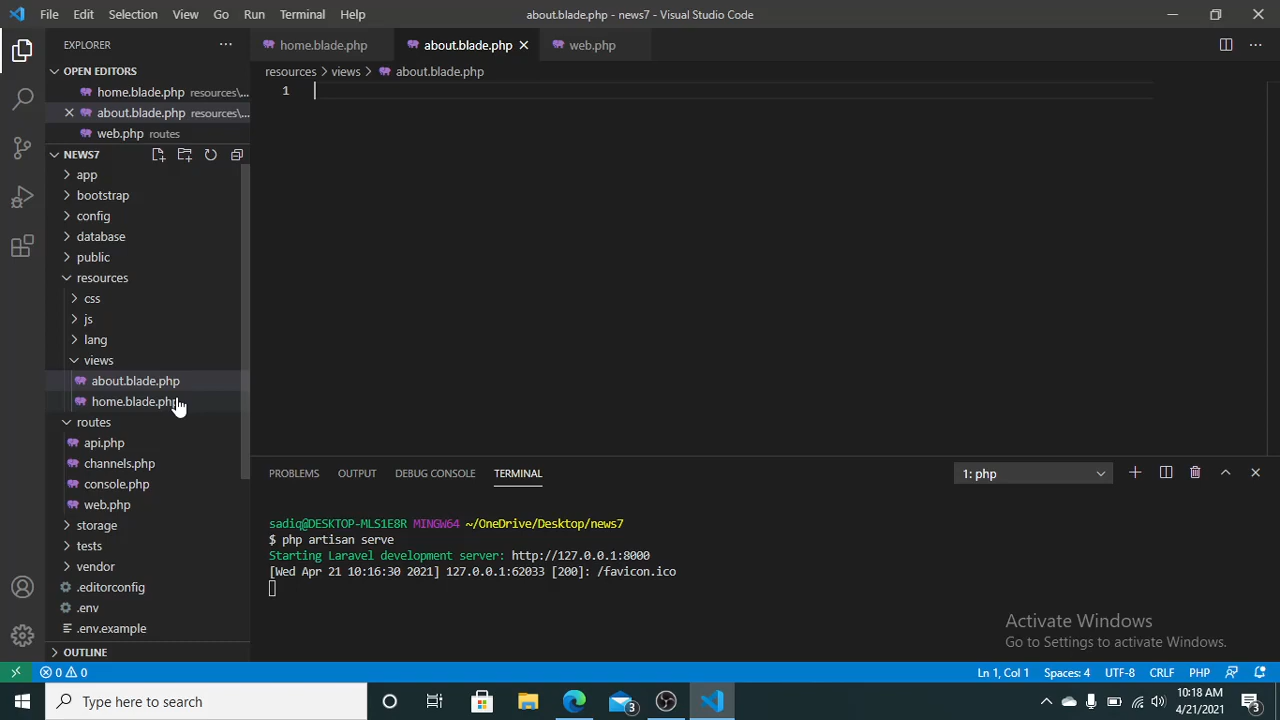 File Edit Selection View Go Run Terminal Help about.blade.php - news7 - Visual Studio Code
EXPLORER
home.blade.php about.blade.php web.php
OPEN EDITORS
home.blade.php resources\...
about.blade.php resources\...
web.php routes
resources > views > about.blade.php
1
NEWS7
app
bootstrap
config
database
public
resources
css
js
lang
views
about.blade.php
home.blade.php
routes
api.php
channels.php
console.php
web.php
storage
tests
vendor
.editorconfig
.env
.env.example
OUTLINE
PROBLEMS OUTPUT DEBUG CONSOLE TERMINAL 1: php
sadiq@DESKTOP-MLS1E8R MINGW64 ~/OneDrive/Desktop/news7
$ php artisan serve
Starting Laravel development server: http://127.0.0.1:8000
[Wed Apr 21 10:16:30 2021] 127.0.0.1:62033 [200]: /favicon.ico
Activate Windows
Go to Settings to activate Windows.
0 0 Ln 1, Col 1 Spaces: 4 UTF-8 CRLF PHP
Type here to search
3
10:18 AM
4/21/2021
3